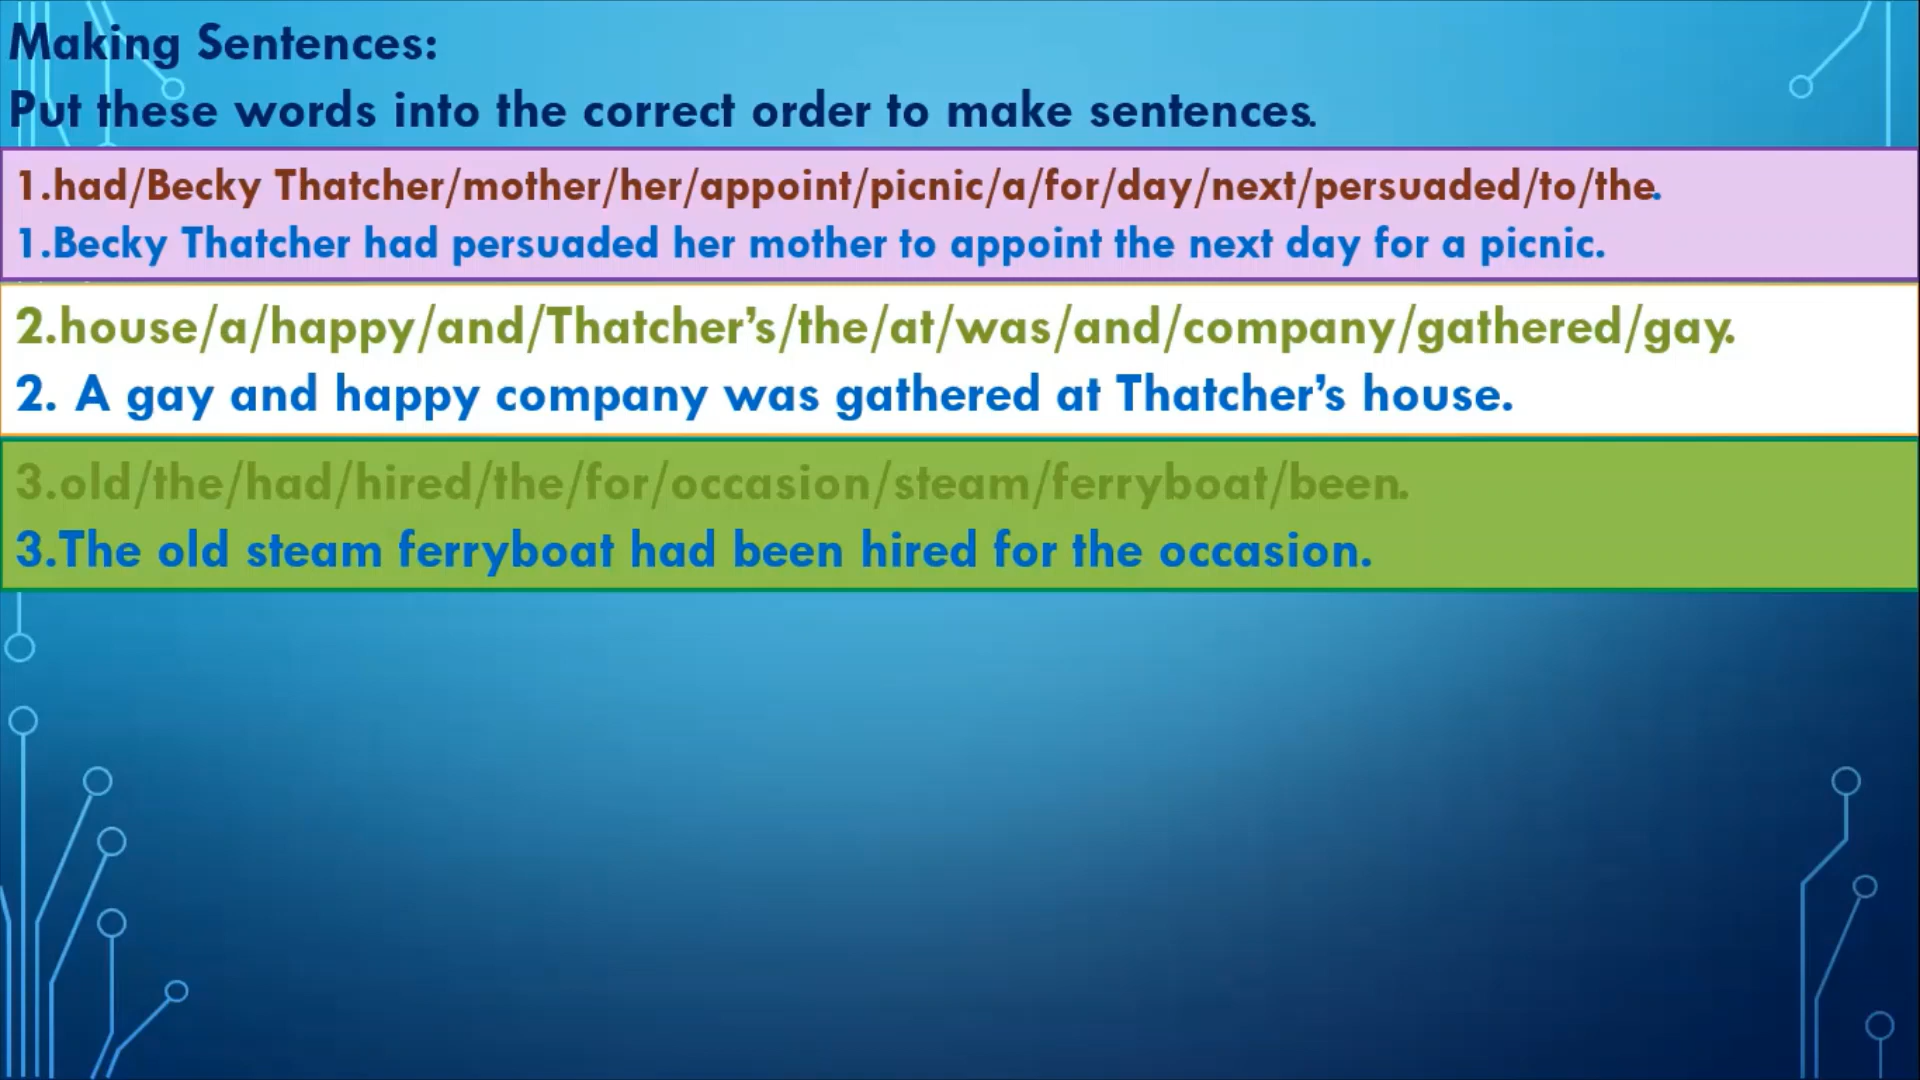 Making Sentences:
Put these words into the correct order to make sentences.
1.had/Becky Thatcher/mother/her/appoint/picnic/a/for/day/next/persuaded/to/the.
1.Becky Thatcher had persuaded her mother to appoint the next day for a picnic.
2.house/a/happy/and/Thatcher’s/the/at/was/and/company/gathered/gay.
2. A gay and happy company was gathered at Thatcher’s house.
3.old/the/had/hired/the/for/occasion/steam/ferryboat/been.
3.The old steam ferryboat had been hired for the occasion.